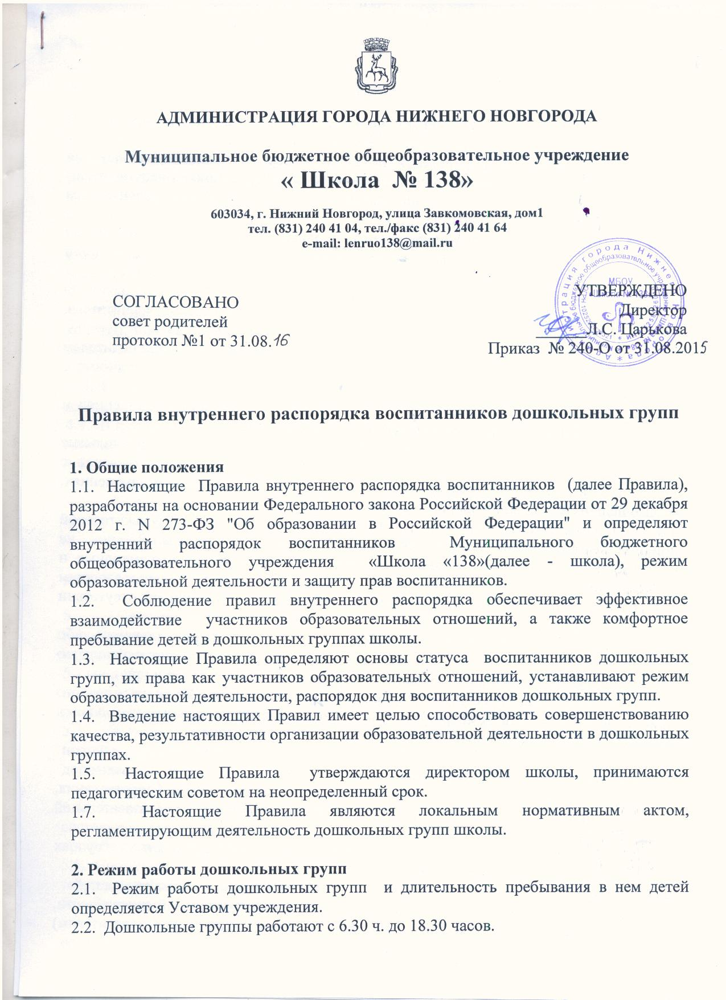 АДМИНИСТРАЦИЯ ГОРОДА НИЖНЕГО НОВГОРОДА
Муниципальное бюджетное общеобразовательное учреждение
« Школа № 138»
603034, г. Нижний Новгород, улица Завкомовская, дом1
тел. (831) 240 41 04, тел./факс (831) 240 41 64
e-mail: lenruo138@mail.ru
СОГЛАСОВАНО
совет родителей
протокол №1 от 31.08.16
МБОУ
УТВЕРЖДЕНО
Директор
Л.С. Царькова
Приказ № 240-О от 31.08.2015
Правила внутреннего распорядка воспитанников дошкольных групп
1. Общие положения
1.1. Настоящие Правила внутреннего распорядка воспитанников (далее Правила),
разработаны на основании Федерального закона Российской Федерации от 29 декабря
2012 г. N 273-ФЗ "Об образовании в Российской Федерации" и определяют
внутренний распорядок воспитанников Муниципального бюджетного
общеобразовательного учреждения «Школа «138»(далее - школа), режим
образовательной деятельности и защиту прав воспитанников.
1.2. Соблюдение правил внутреннего распорядка обеспечивает эффективное
взаимодействие участников образовательных отношений, а также комфортное
пребывание детей в дошкольных группах школы.
1.3. Настоящие Правила определяют основы статуса воспитанников дошкольных
групп, их права как участников образовательных отношений, устанавливают режим
образовательной деятельности, распорядок дня воспитанников дошкольных групп.
1.4. Введение настоящих Правил имеет целью способствовать совершенствованию
качества, результативности организации образовательной деятельности в дошкольных
группах.
1.5. Настоящие Правила утверждаются директором школы, принимаются
педагогическим советом на неопределенный срок.
1.7. Настоящие Правила являются локальным нормативным актом,
регламентирующим деятельность дошкольных групп школы.
2. Режим работы дошкольных групп
2.1. Режим работы дошкольных групп и длительность пребывания в нем детей
определяется Уставом учреждения.
2.2. Дошкольные группы работают с 6.30 ч. до 18.30 часов.